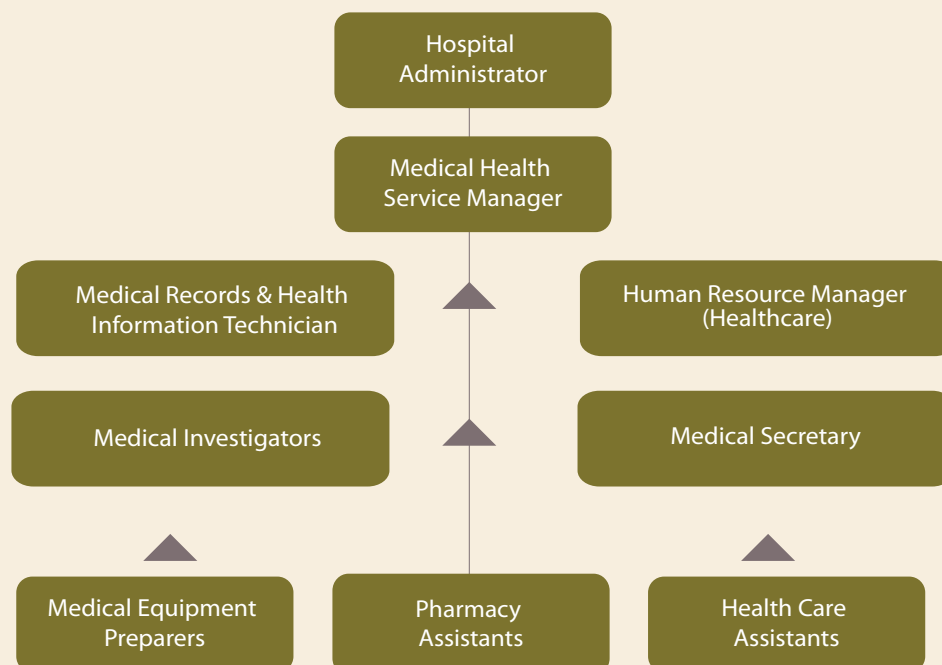 Hospital
Administrator
Medical Health
Service Manager
Medical Records & Health
Information Technician
Human Resource Manager
(Healthcare)
Medical Investigators
Medical Secretary
Medical Equipment
Preparers
Pharmacy
Assistants
Health Care
Assistants